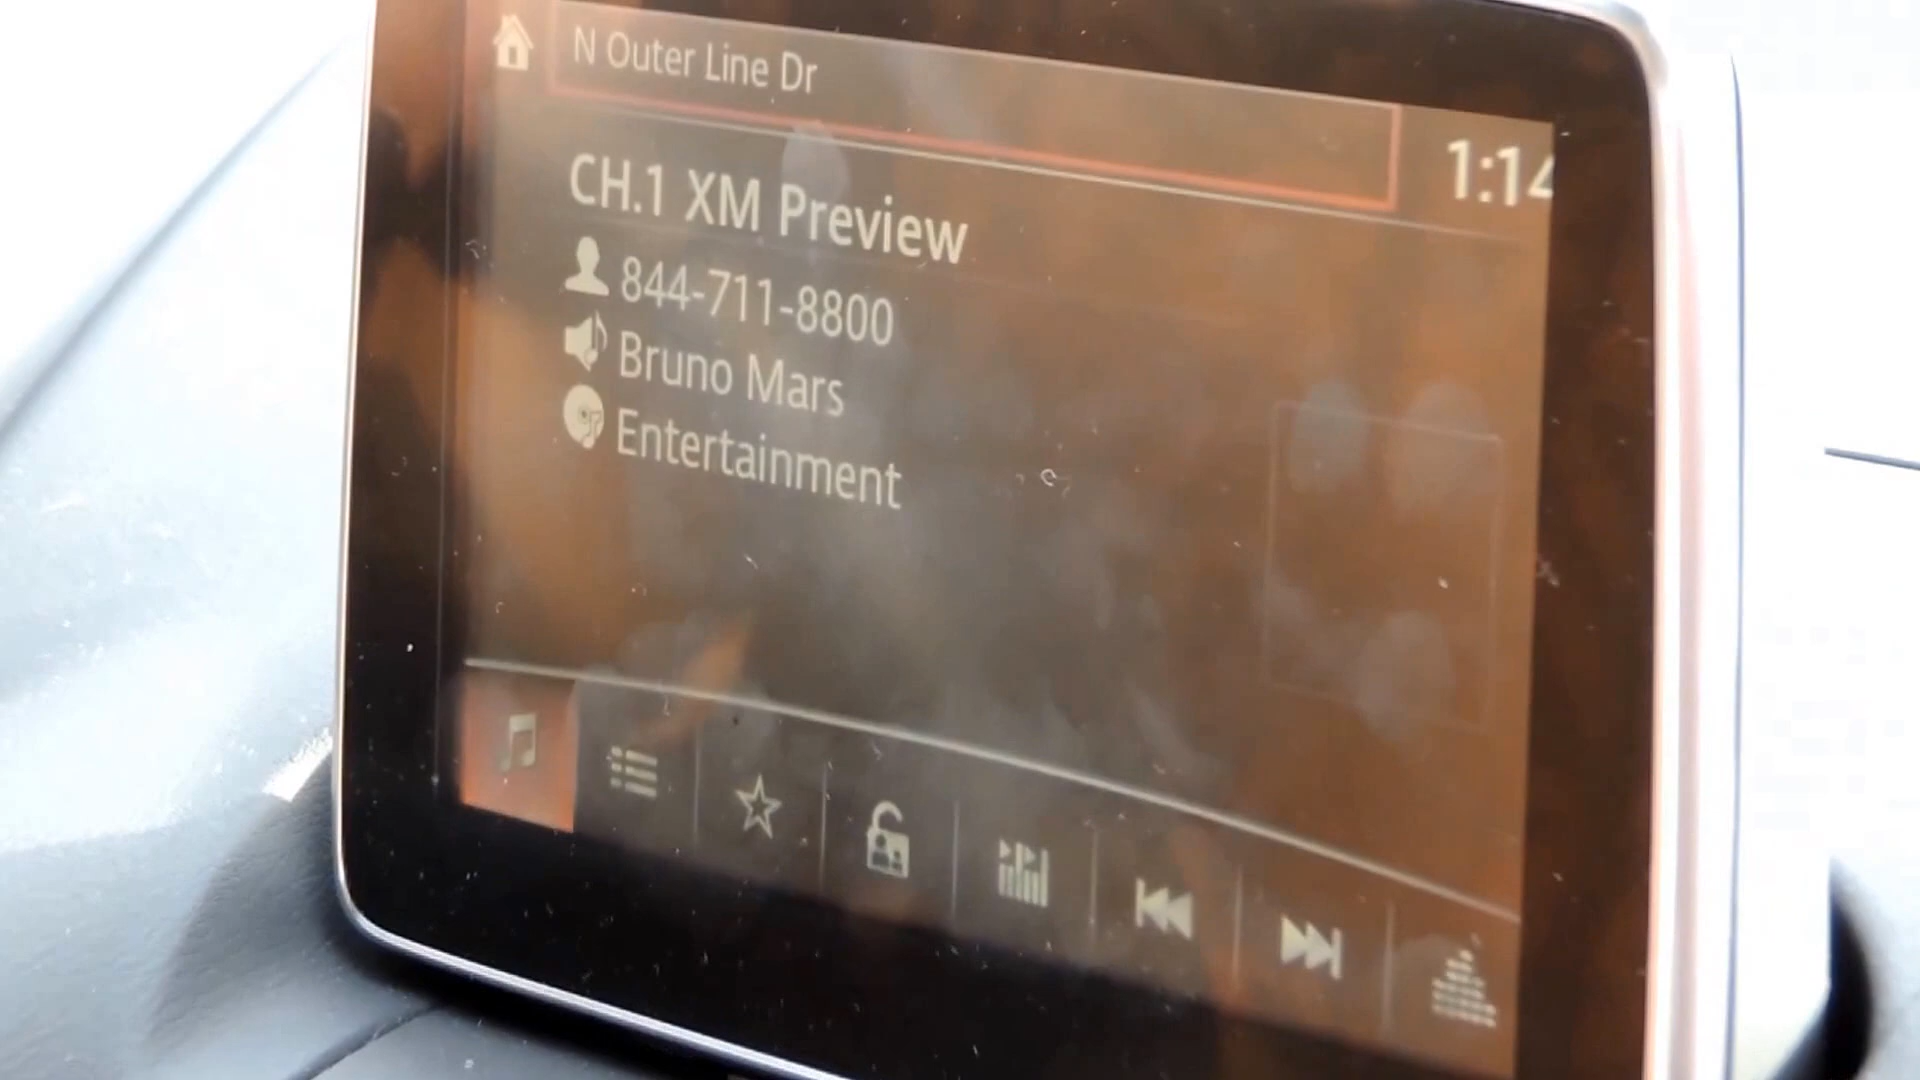 N Outer Line Dr
1:14
CH.1 XM Preview
844-711-8800
Bruno Mars
Entertainment